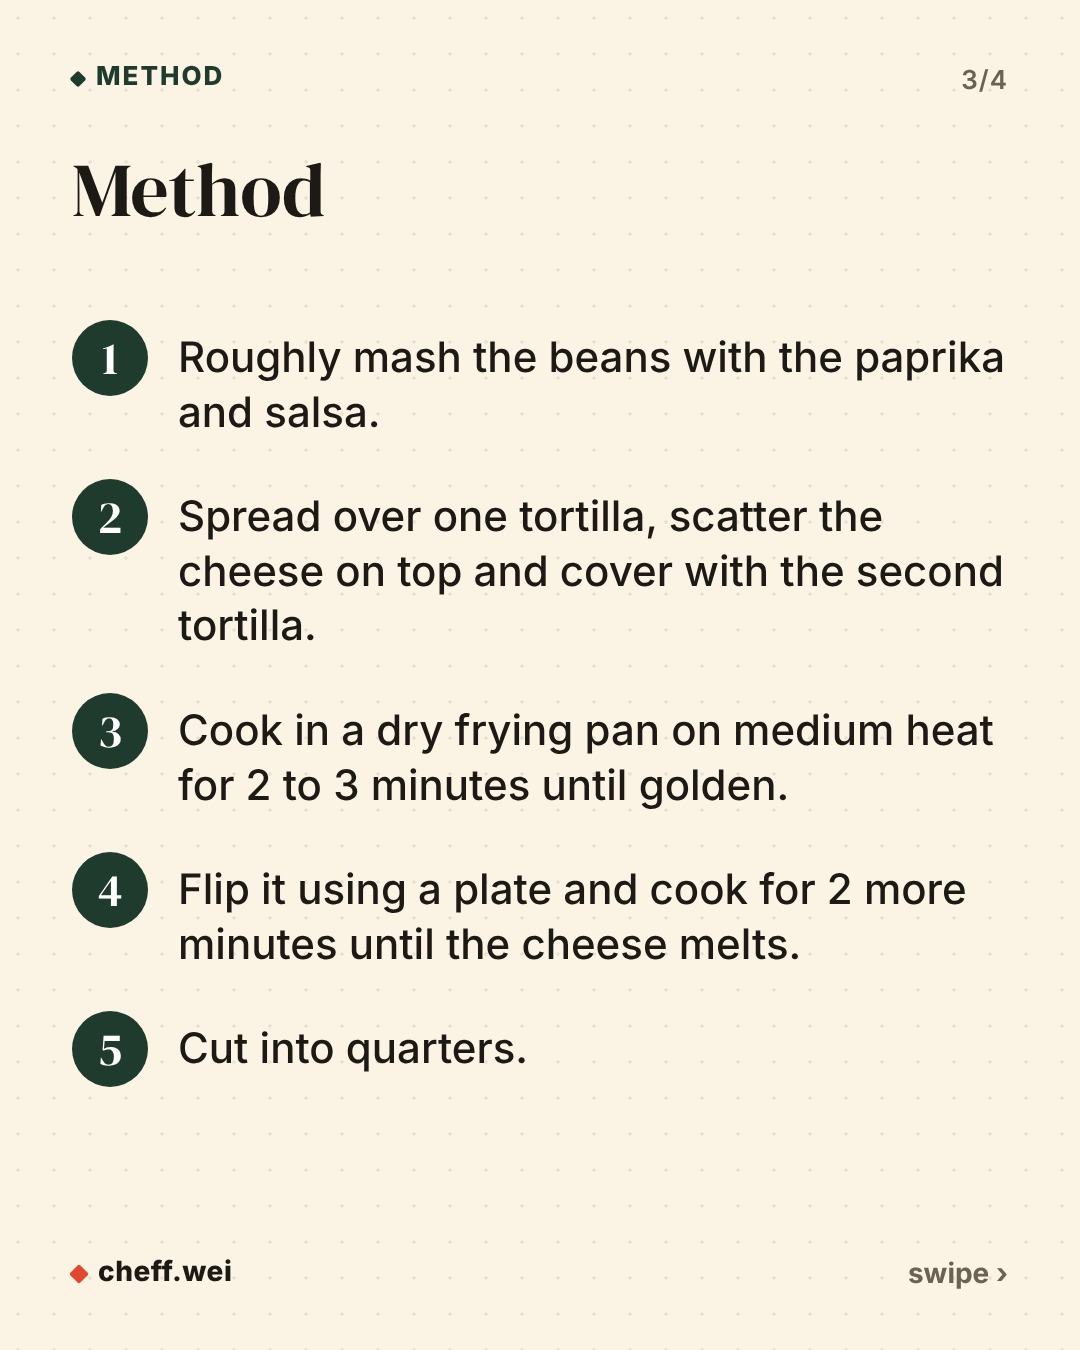 METHOD
3/4
Method
1 Roughly mash the beans with the paprika
and salsa.
2 Spread over one tortilla, scatter the
cheese on top and cover with the second
tortilla.
3 Cook in a dry frying pan on medium heat
for 2 to 3 minutes until golden.
4 Flip it using a plate and cook for 2 more
minutes until the cheese melts.
5 Cut into quarters.
cheff.wei
swipe ›